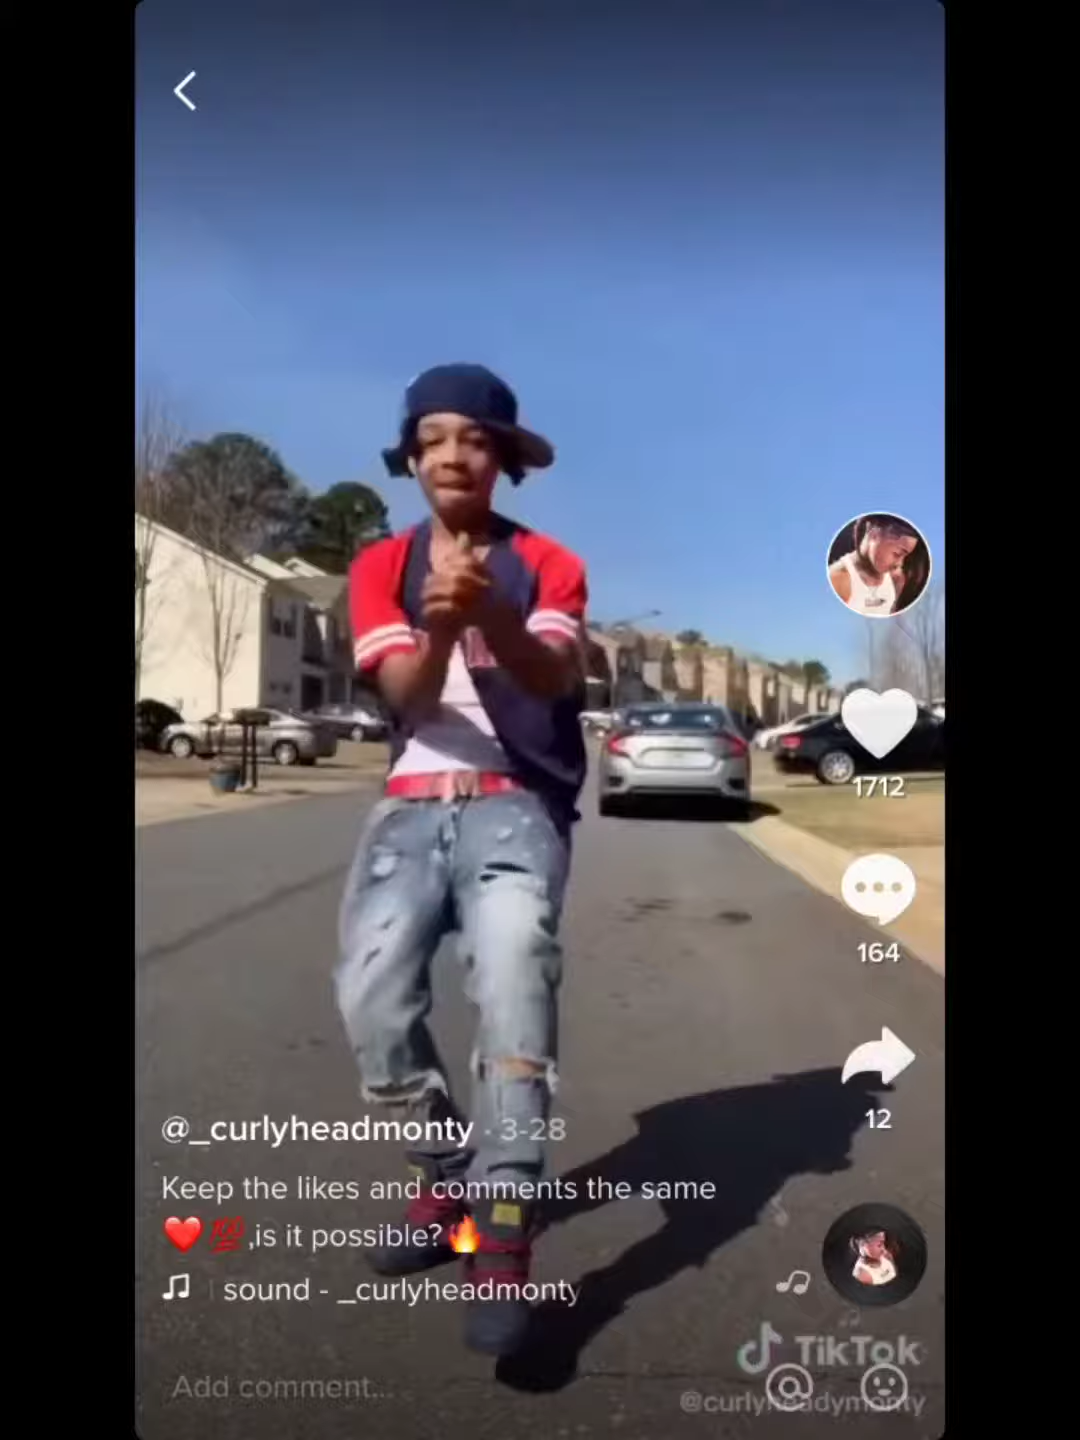 1712
164
12
@_curlyheadmonty · 3-28
Keep the likes and comments the same
❤️ 💯 ,is it possible? 🔥
sound - _curlyheadmonty
TikTok
Add comment...
@curlyheadymonty